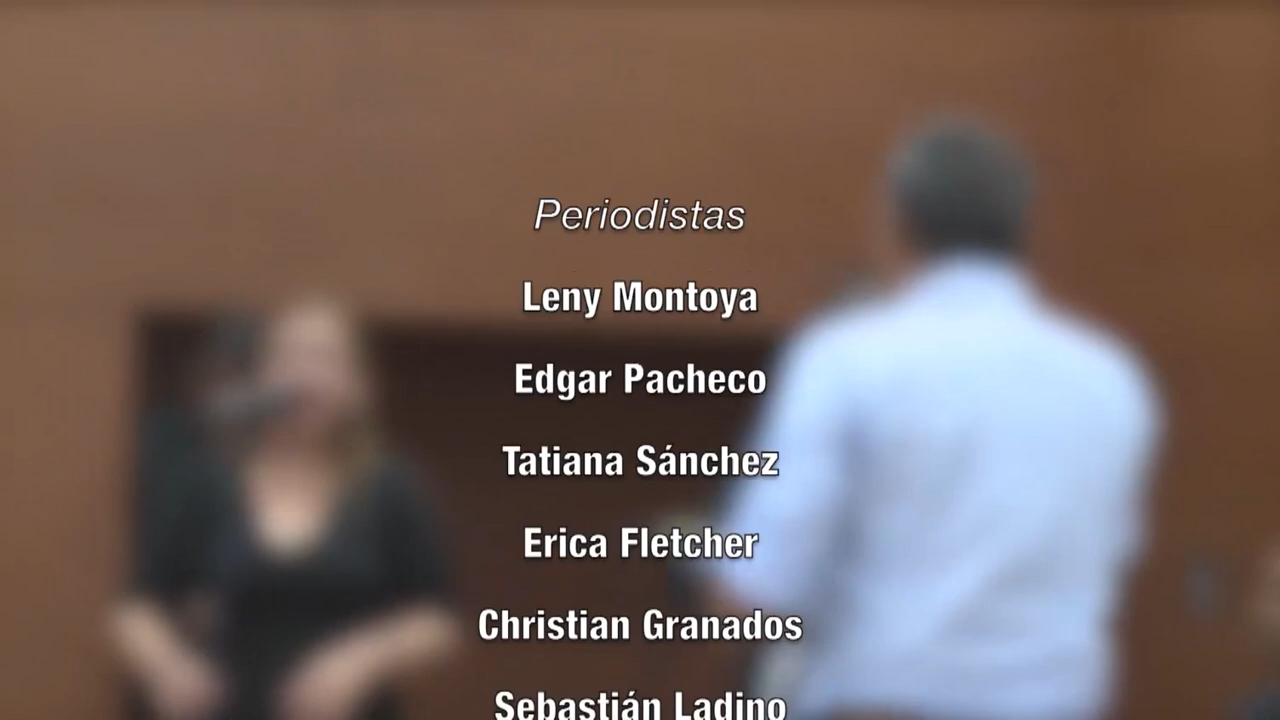 Periodistas
Leny Montoya
Edgar Pacheco
Tatiana Sánchez
Erica Fletcher
Christian Granados
Sebastián Ladino